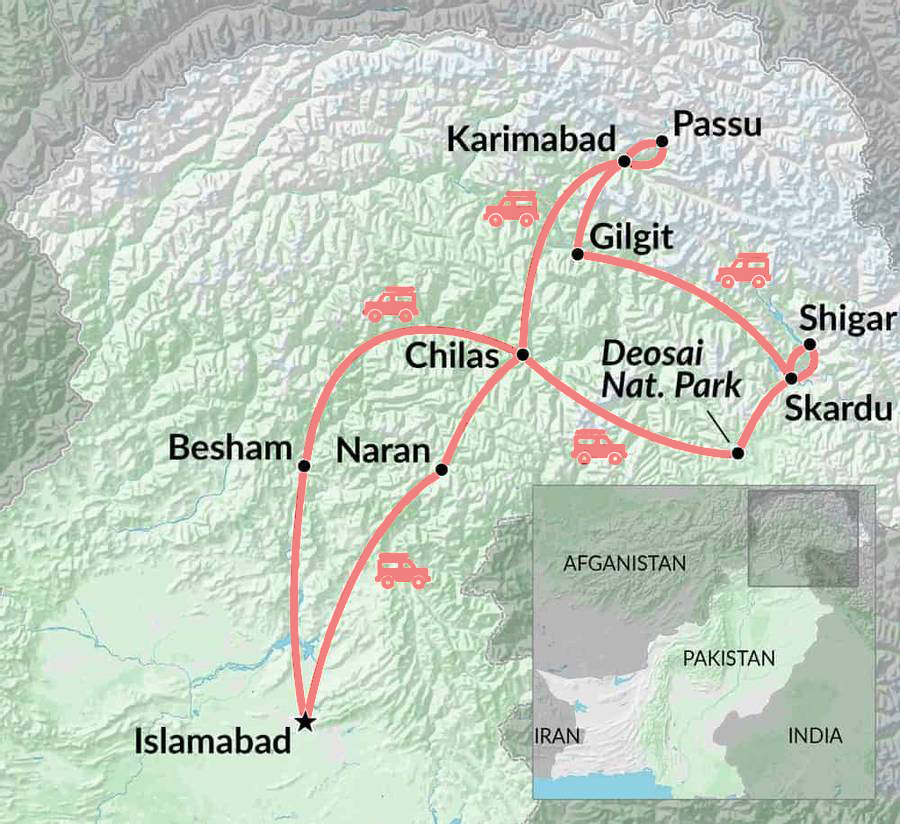 Passu
Karimabad
Gilgit
Shigar
Deosai
Nat. Park
Chilas
Skardu
Besham
Naran
Islamabad
AFGANISTAN
PAKISTAN
IRAN
INDIA